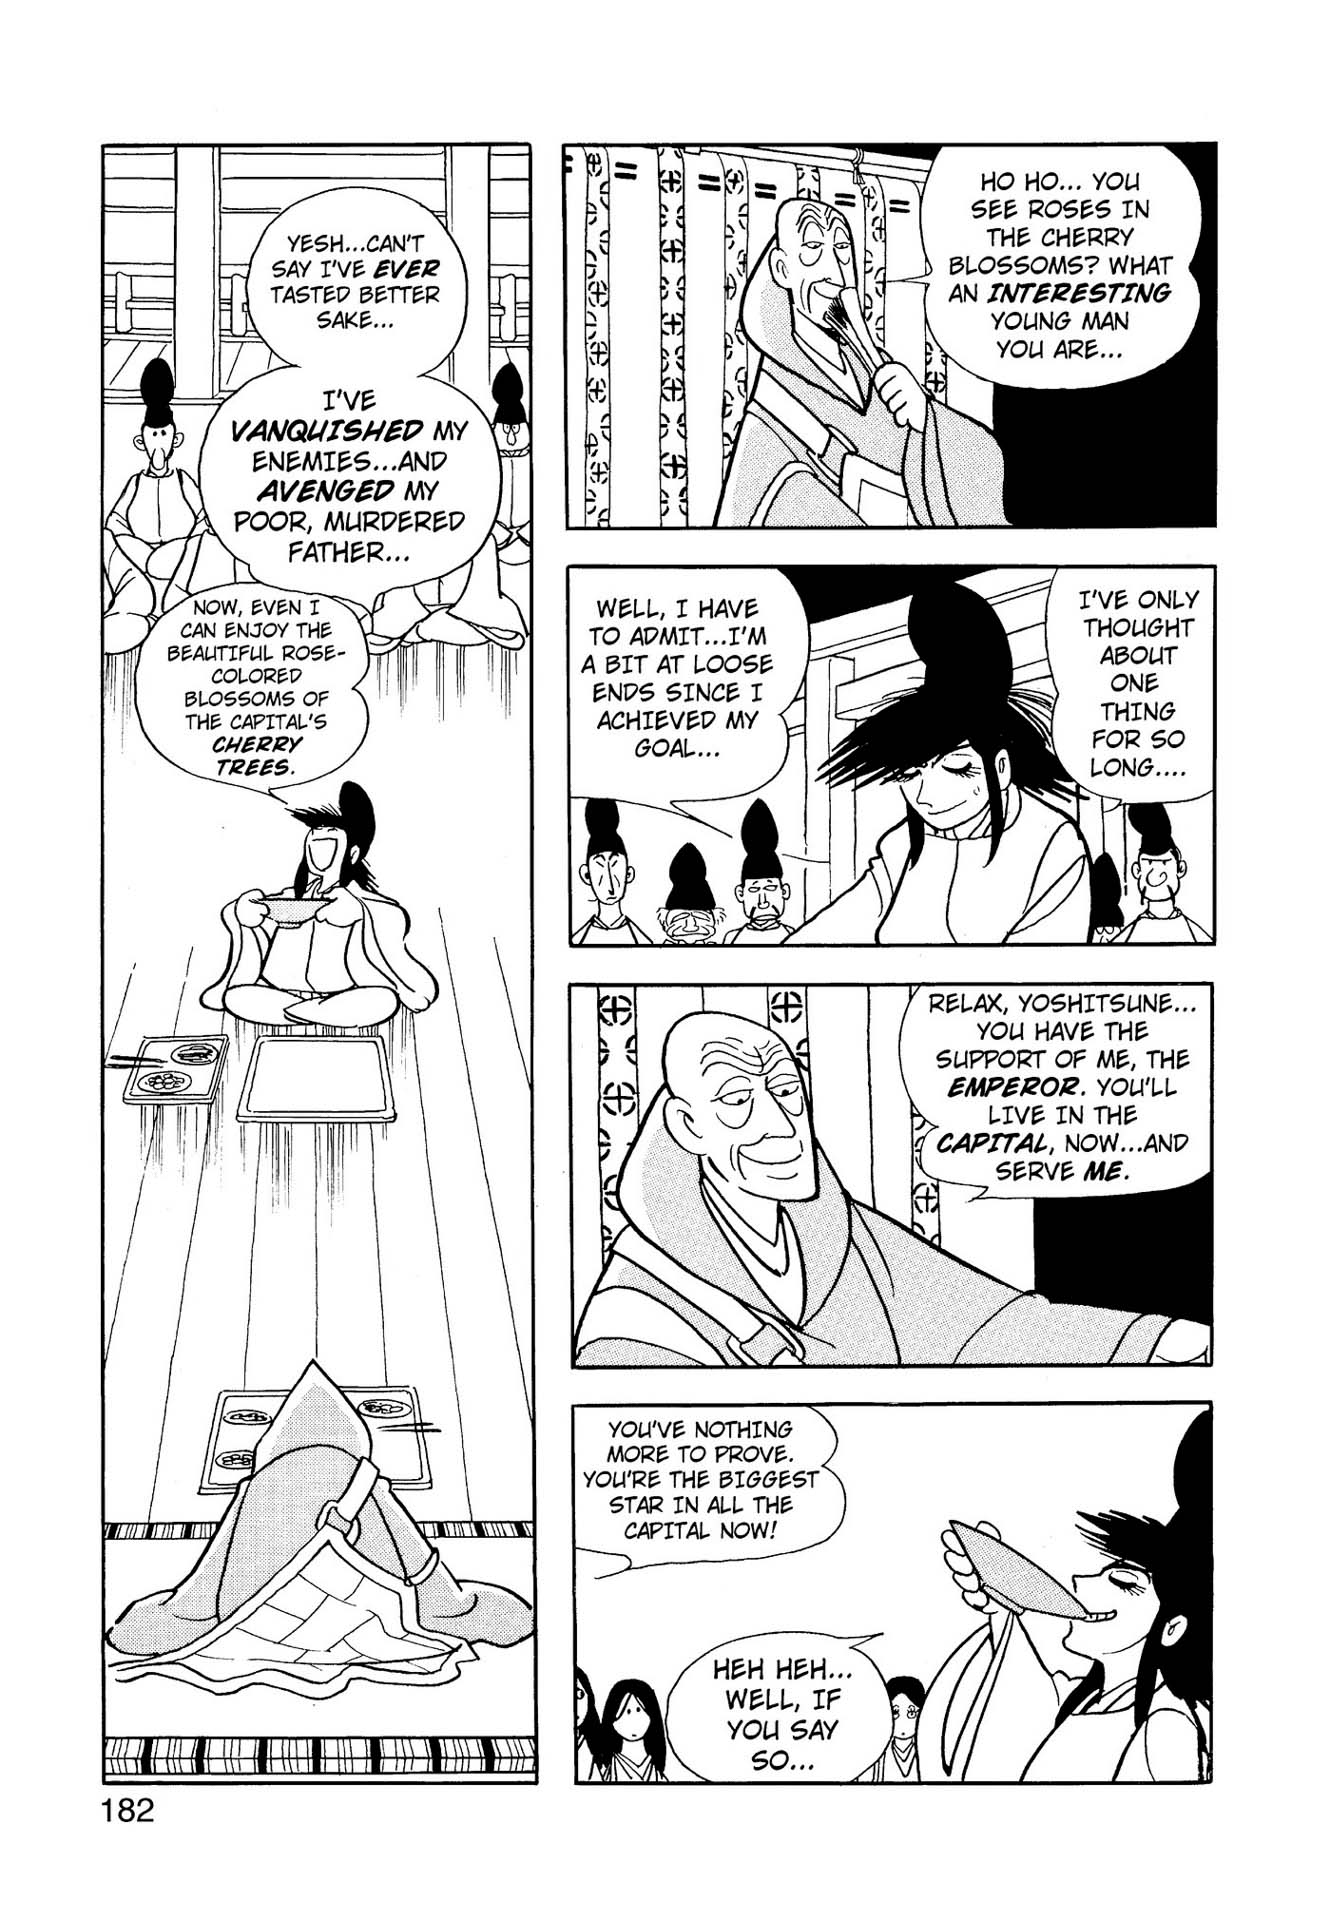 YESH...CAN'T
SAY I'VE EVER
TASTED BETTER
SAKE...
I'VE
VANQUISHED MY
ENEMIES...AND
AVENGED MY
POOR, MURDERED
FATHER...
NOW, EVEN I
CAN ENJOY THE
BEAUTIFUL ROSE-
COLORED
BLOSSOMS OF
THE CAPITAL'S
CHERRY
TREES.
HO HO... YOU
SEE ROSES IN
THE CHERRY
BLOSSOMS? WHAT
AN INTERESTING
YOUNG MAN
YOU ARE...
WELL, I HAVE
TO ADMIT...I'M
A BIT AT LOOSE
ENDS SINCE I
ACHIEVED MY
GOAL...
I'VE ONLY
THOUGHT
ABOUT
ONE
THING
FOR SO
LONG....
RELAX, YOSHITSUNE...
YOU HAVE THE
SUPPORT OF ME, THE
EMPEROR. YOU'LL
LIVE IN THE
CAPITAL, NOW...AND
SERVE ME.
YOU'VE NOTHING
MORE TO PROVE.
YOU'RE THE BIGGEST
STAR IN ALL THE
CAPITAL NOW!
HEH HEH...
WELL, IF
YOU SAY
SO...
182